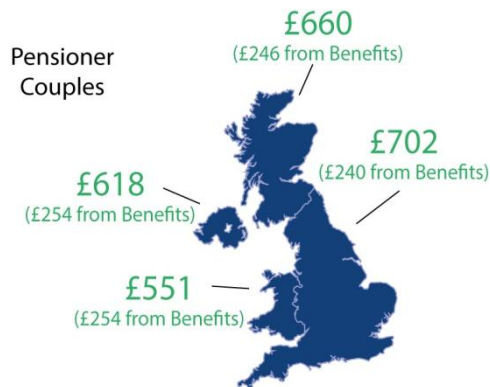 Pensioner
Couples
£660
(£246 from Benefits)
£702
(£240 from Benefits)
£618
(£254 from Benefits)
£551
(£254 from Benefits)